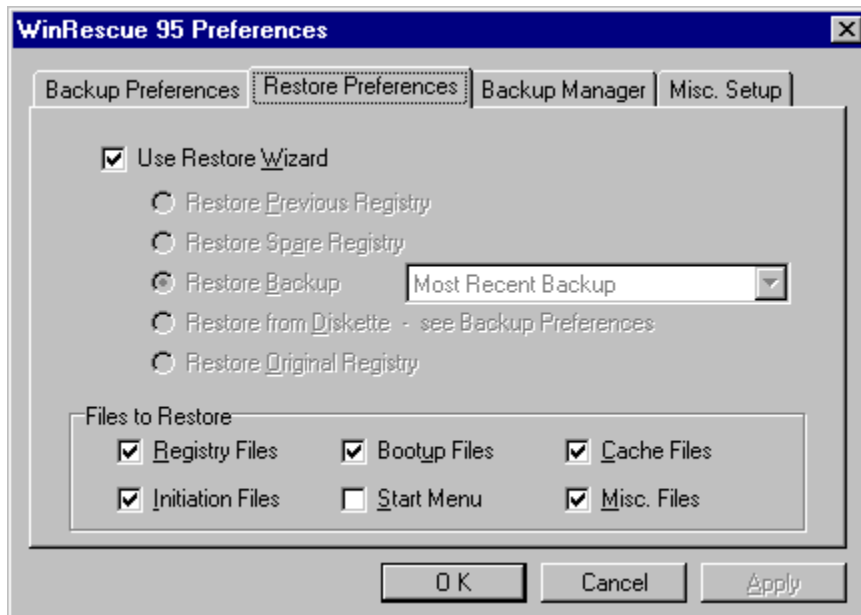 WinRescue 95 Preferences
Backup Preferences Restore Preferences Backup Manager Misc. Setup
Use Restore Wizard
Restore Previous Registry
Restore Spare Registry
Restore Backup Most Recent Backup
Restore from Diskette - see Backup Preferences
Restore Original Registry
Files to Restore
Registry Files Bootup Files Cache Files
Initiation Files Start Menu Misc. Files
O K Cancel Apply